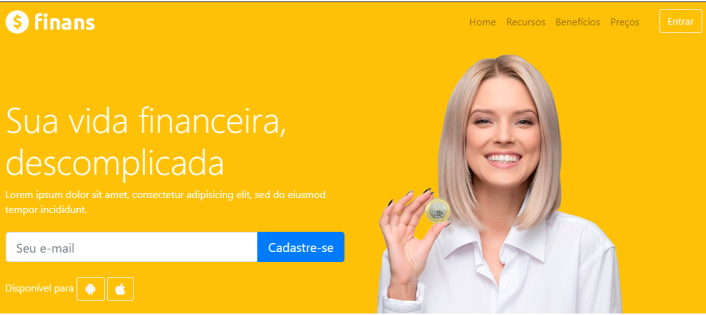 $ finans
Home Recursos Benefícios Preços Entrar
Sua vida financeira,
descomplicada
Lorem ipsum dolor sit amet, consectetur adipisicing elit, sed do eiusmod
tempor incididunt.
Seu e-mail Cadastre-se
Disponível para